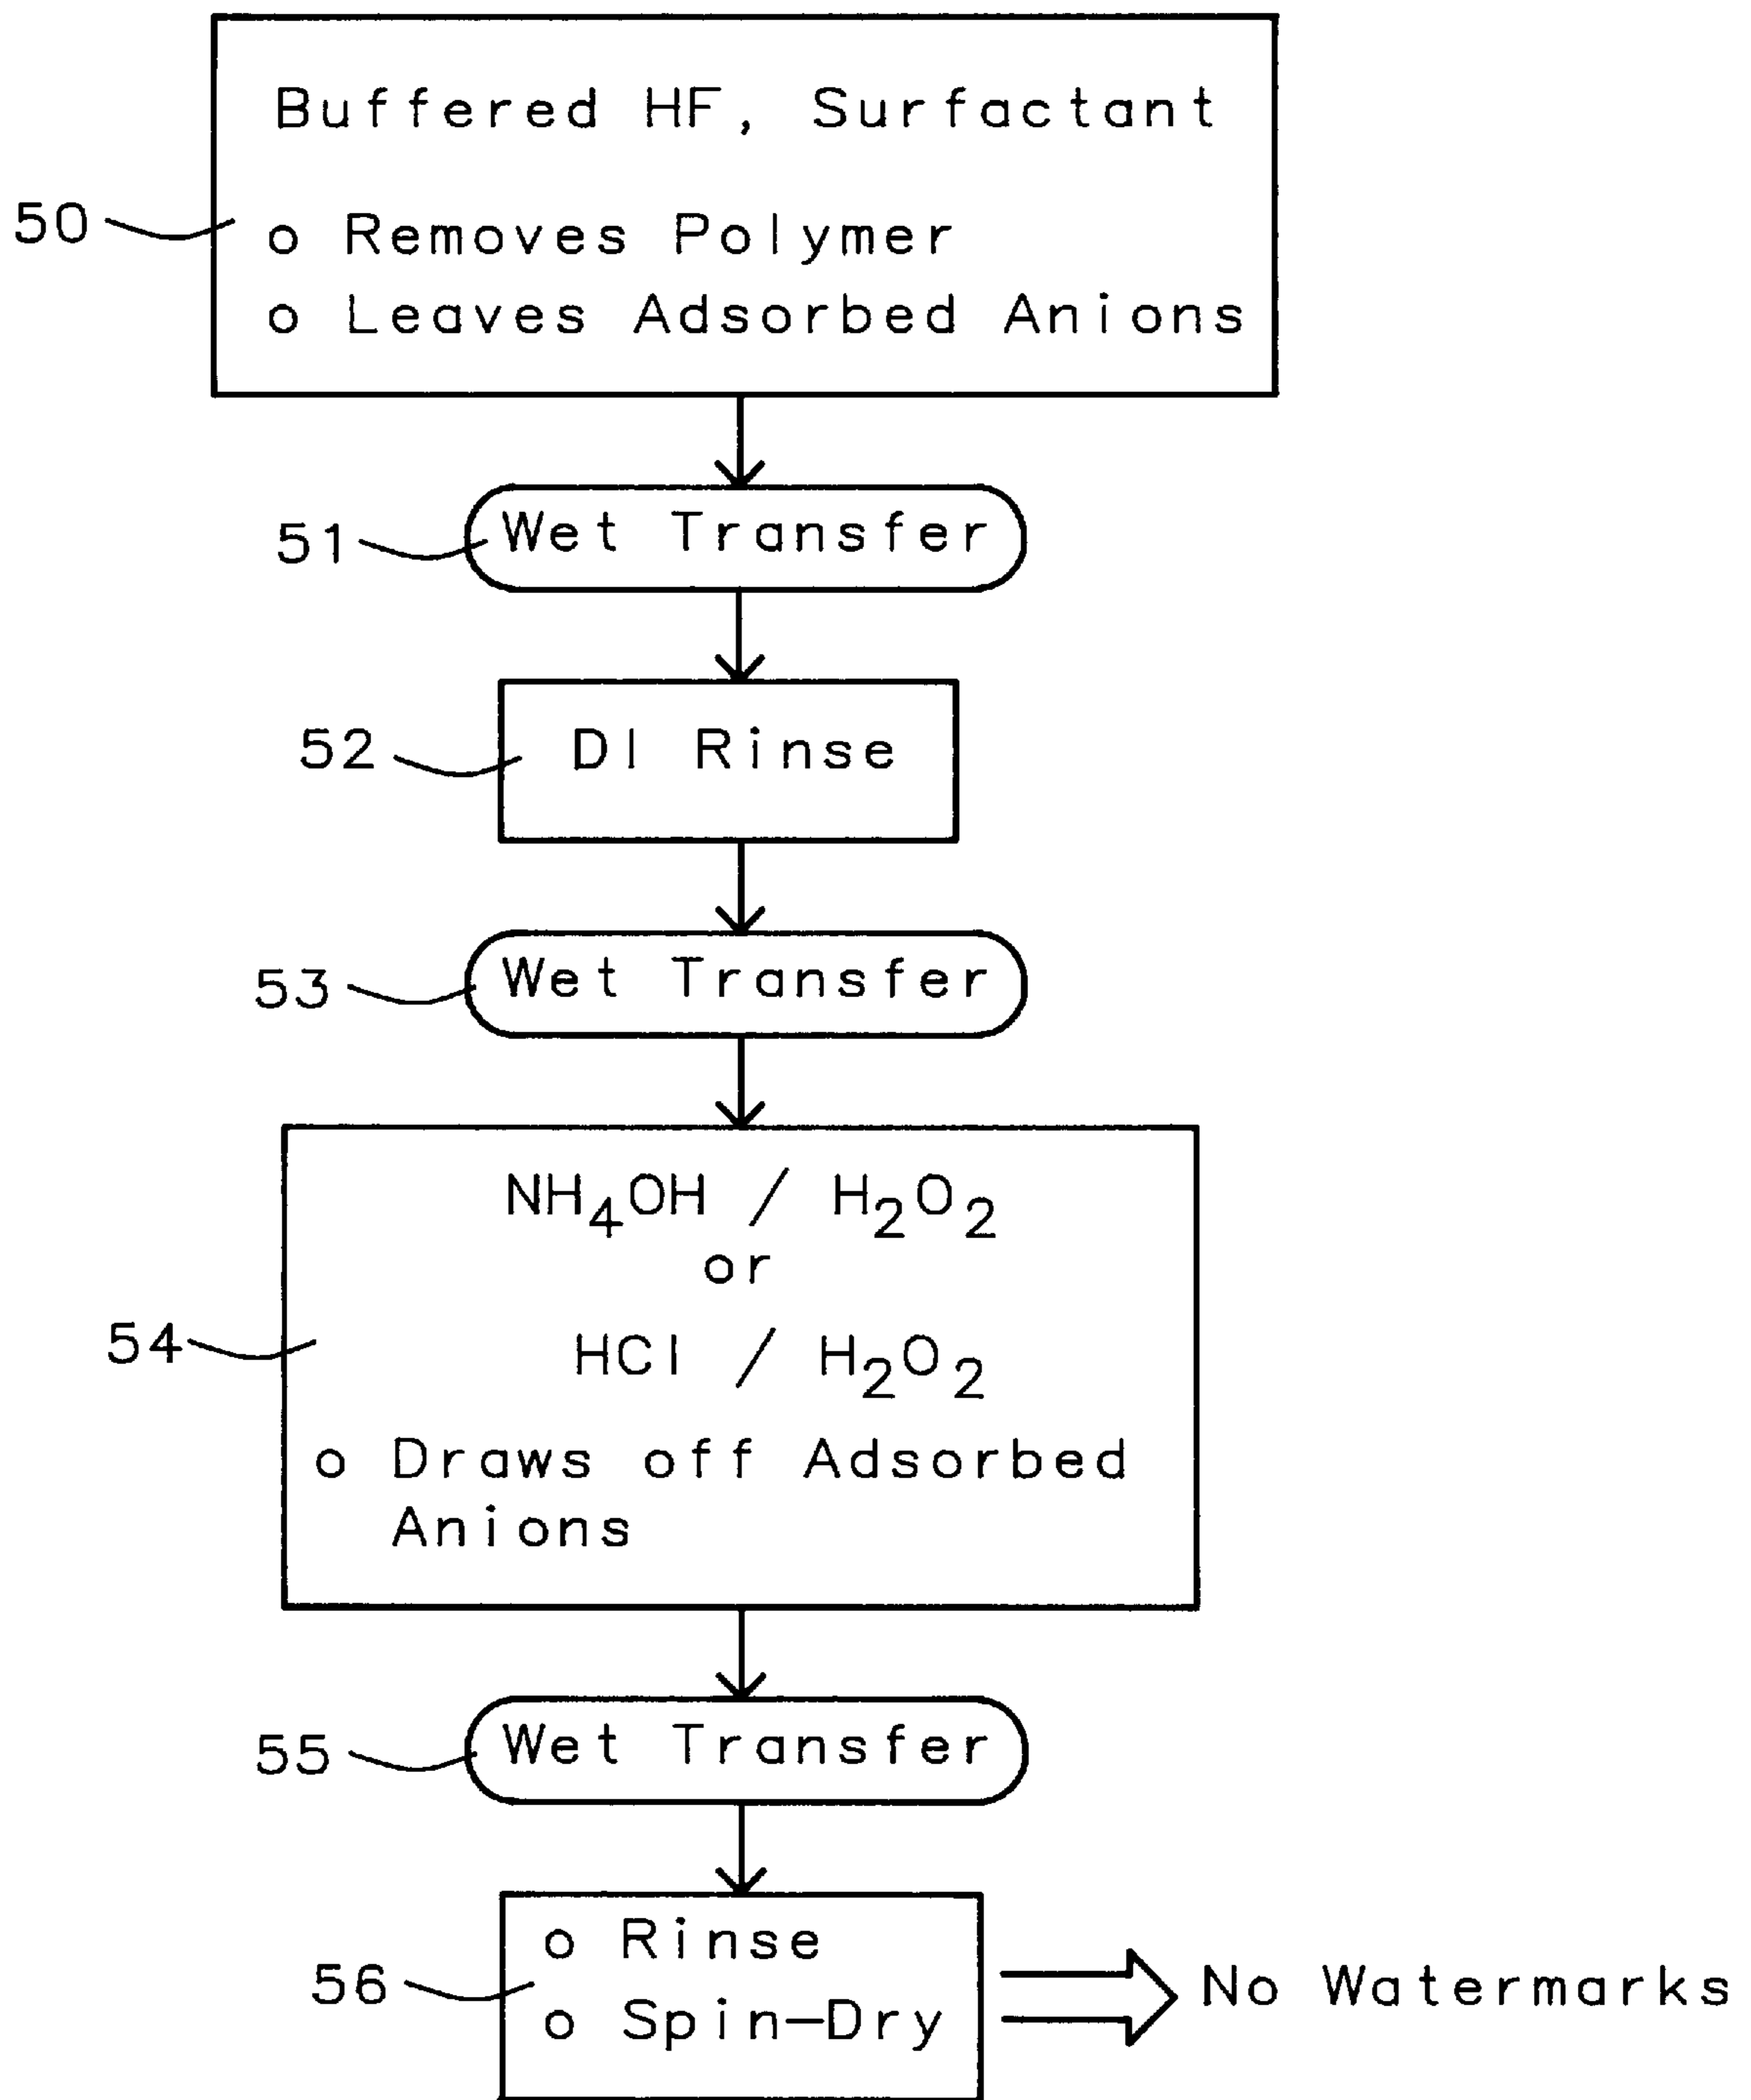 Buffered HF, Surfactant
50
o Removes Polymer
o Leaves Adsorbed Anions
51
Wet Transfer
52
DI Rinse
53
Wet Transfer
NH4OH / H2O2
or
54
HCl / H2O2
o Draws off Adsorbed
Anions
55
Wet Transfer
o Rinse
56
No Watermarks
o Spin-Dry